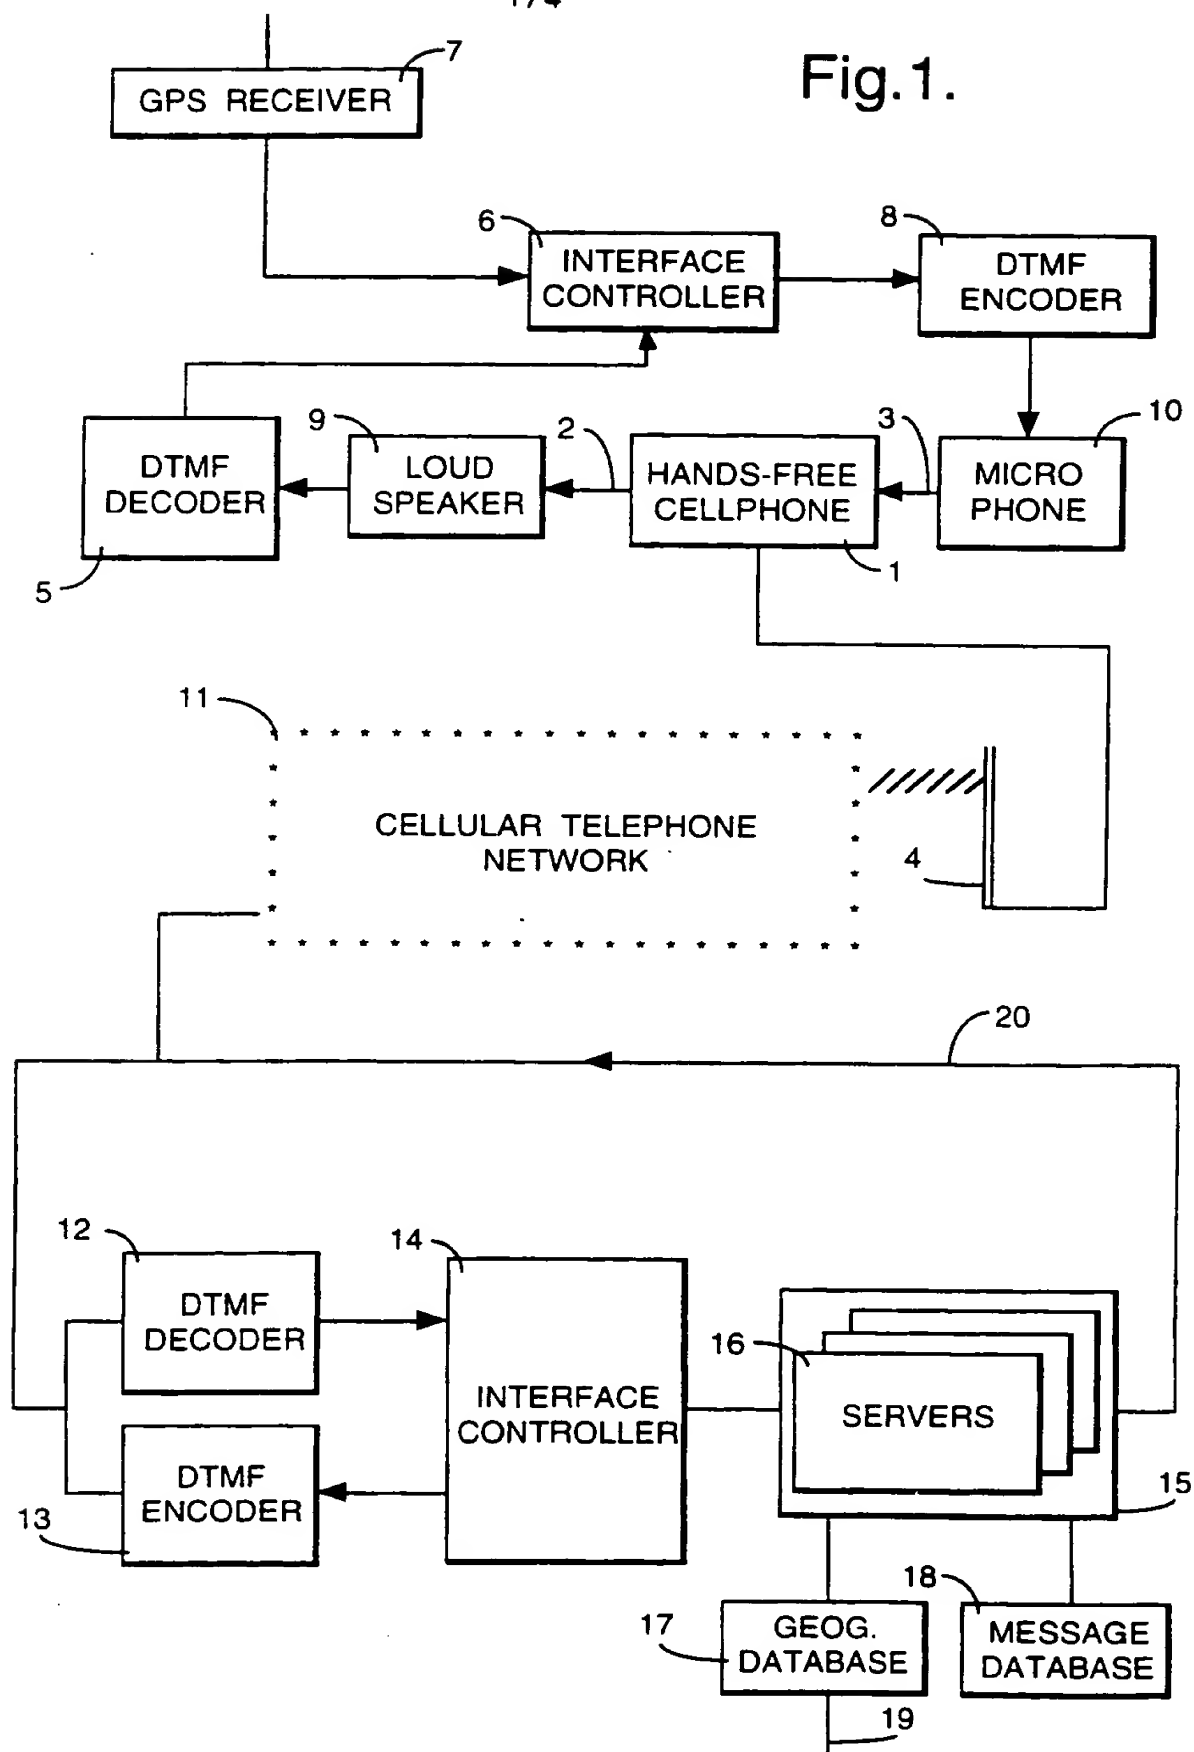 1/4
Fig.1.
7
GPS RECEIVER
6
8
INTERFACE
CONTROLLER
DTMF
ENCODER
9
2
3
10
DTMF
DECODER
LOUD
SPEAKER
HANDS-FREE
CELLPHONE
MICRO
PHONE
5
1
11
CELLULAR TELEPHONE
NETWORK
4
20
12
14
DTMF
DECODER
16
INTERFACE
CONTROLLER
SERVERS
DTMF
ENCODER
13
15
18
17
GEOG.
DATABASE
MESSAGE
DATABASE
19